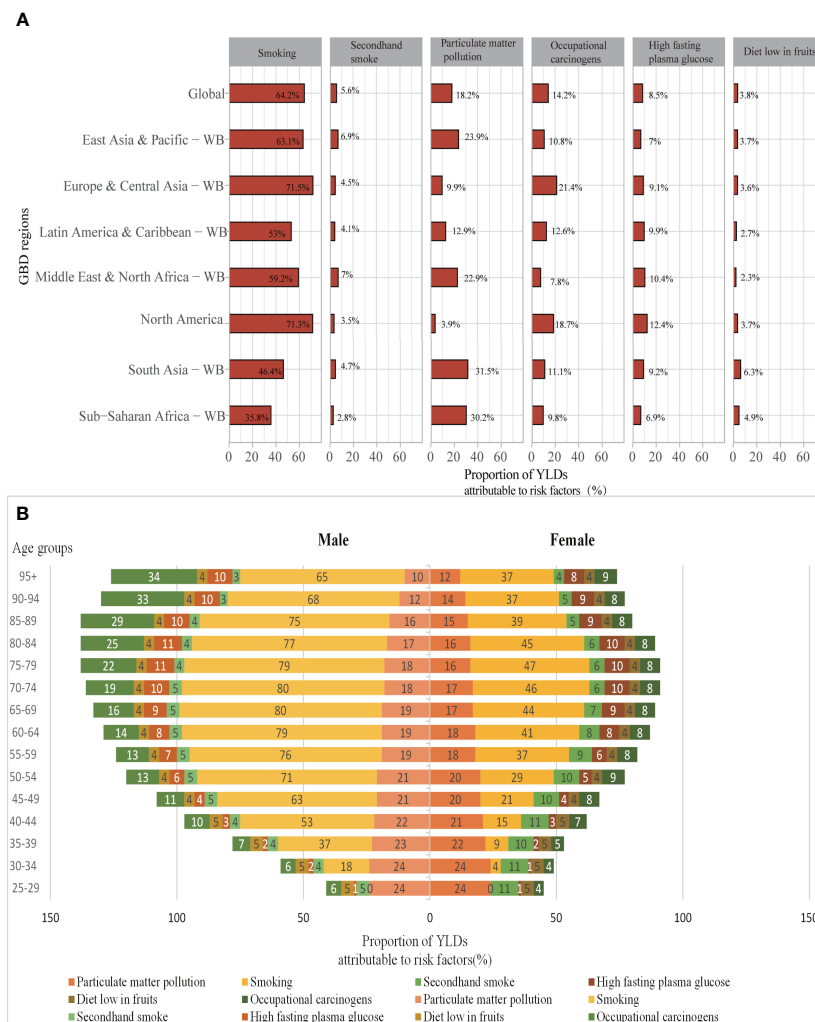 A
Smoking
Secondhand
smoke
Particulate matter
pollution
Occupational
carcinogens
High fasting
plasma glucose
Diet low in fruits
GBD regions
Global 64.2% 5.6% 18.2% 14.2% 8.5% 3.8%
East Asia & Pacific − WB 63.1% 6.9% 23.9% 10.8% 7% 3.7%
Europe & Central Asia − WB 71.5% 4.5% 9.9% 21.4% 9.1% 3.6%
Latin America & Caribbean − WB 53% 4.1% 12.9% 12.6% 9.9% 2.7%
Middle East & North Africa − WB 59.2% 7% 22.9% 7.8% 10.4% 2.3%
North America 71.3% 3.5% 3.9% 18.7% 12.4% 3.7%
South Asia − WB 46.4% 4.7% 31.5% 11.1% 9.2% 6.3%
Sub−Saharan Africa − WB 35.8% 2.8% 30.2% 9.8% 6.9% 4.9%
0 20 40 60 0 20 40 60 0 20 40 60 0 20 40 60 0 20 40 60 0 20 40 60
Proportion of YLDs
attributable to risk factors (%)
B
Male Female
Age groups
95+ 34 4 10 3 65 10 12 37 4 8 4 9
90-94 33 4 10 3 68 12 14 37 5 9 4 8
85-89 29 4 10 4 75 16 15 39 5 9 4 8
80-84 25 4 11 4 77 17 16 45 6 10 4 8
75-79 22 4 11 4 79 18 16 47 6 10 4 8
70-74 19 4 10 5 80 18 17 46 6 10 4 8
65-69 16 4 9 5 80 19 17 44 7 9 4 8
60-64 14 4 8 5 79 19 18 41 8 8 4 8
55-59 13 4 7 5 76 19 18 37 9 6 4 8
50-54 13 4 6 5 71 21 20 29 10 5 4 9
45-49 11 4 4 5 63 21 20 21 10 4 4 8
40-44 10 5 3 4 53 22 21 15 11 3 5 7
35-39 7 5 2 4 37 23 22 9 10 2 5 5
30-34 6 5 2 4 18 24 24 4 11 1 5 4
25-29 6 5 1 5 0 24 24 0 11 1 5 4
150 100 50 0 50 100 150
Proportion of YLDs
attributable to risk factors(%)
Particulate matter pollution Smoking Secondhand smoke High fasting plasma glucose
Diet low in fruits Occupational carcinogens Particulate matter pollution Smoking
Secondhand smoke High fasting plasma glucose Diet low in fruits Occupational carcinogens